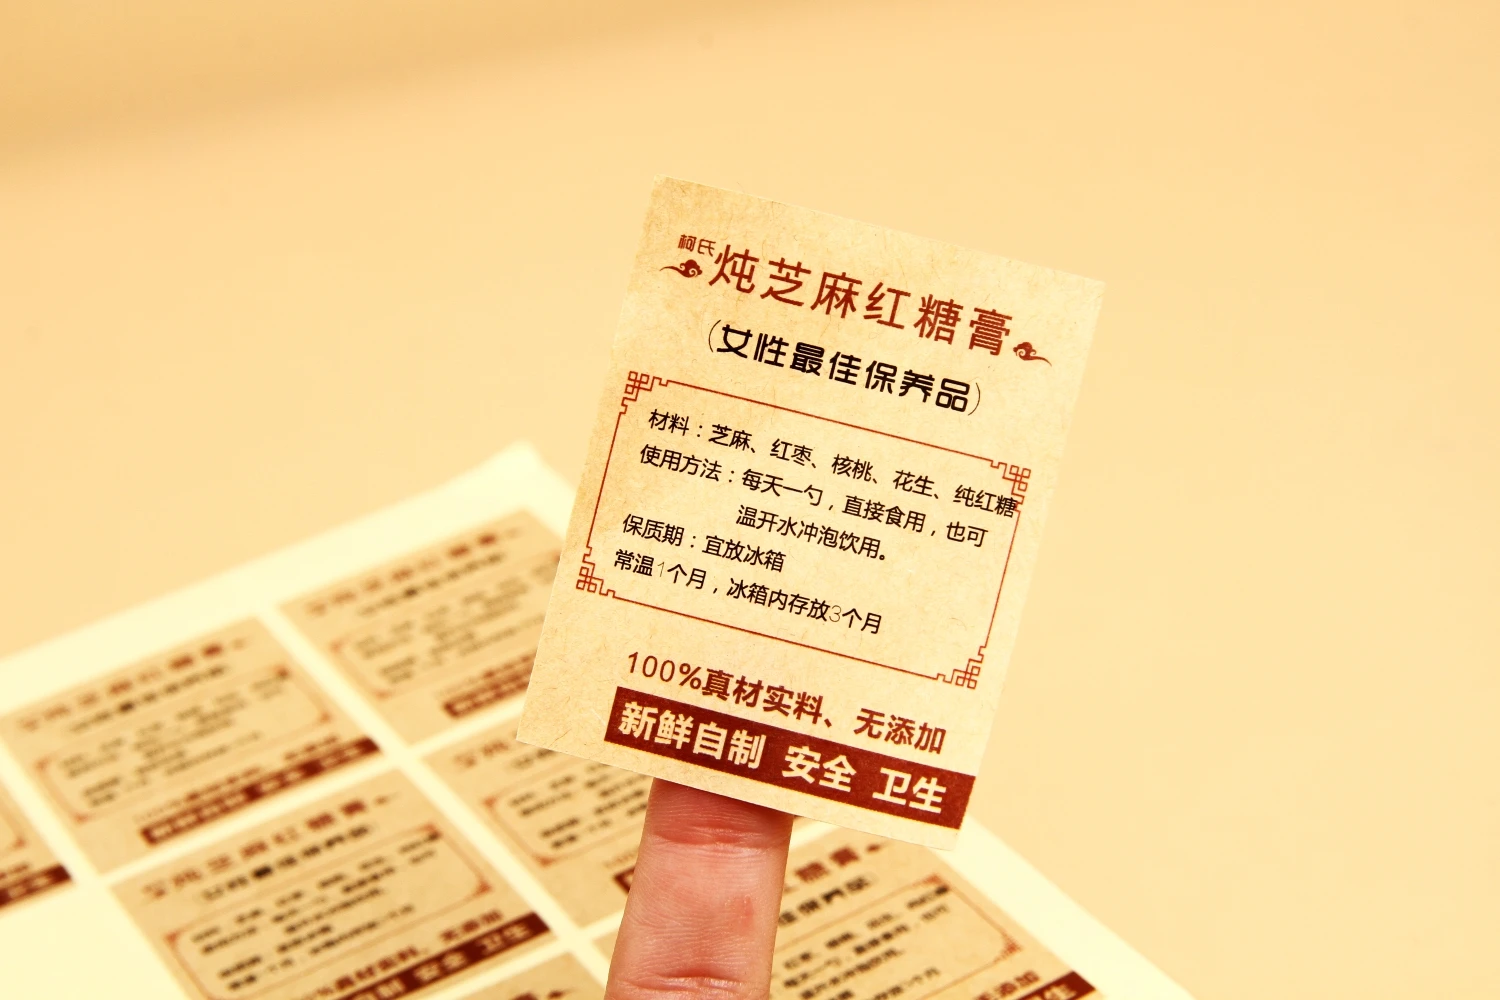 柯氏
炖芝麻红糖膏
（女性最佳保养品）
材料：芝麻、红枣、核桃、花生、纯红糖
使用方法：每天一勺，直接食用，也可
温开水冲泡饮用。
保质期：宜放冰箱
常温1个月，冰箱内存放3个月
100%真材实料、无添加
新鲜自制 安全 卫生